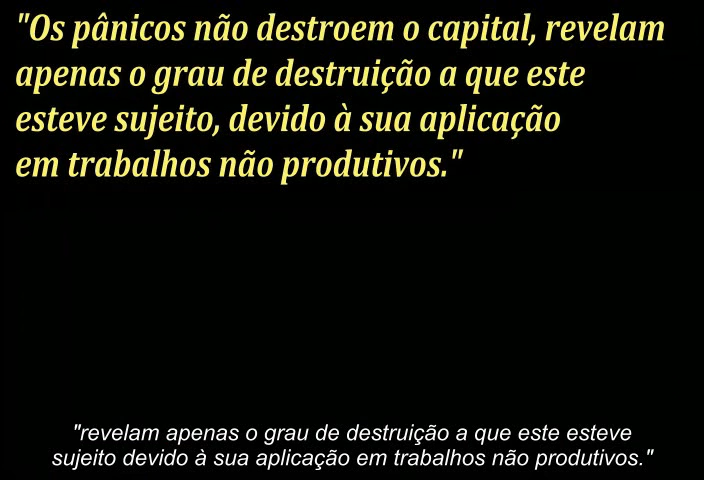 "Os pânicos não destroem o capital, revelam
apenas o grau de destruição a que este
esteve sujeito, devido à sua aplicação
em trabalhos não produtivos."
"revelam apenas o grau de destruição a que este esteve
sujeito devido à sua aplicação em trabalhos não produtivos."